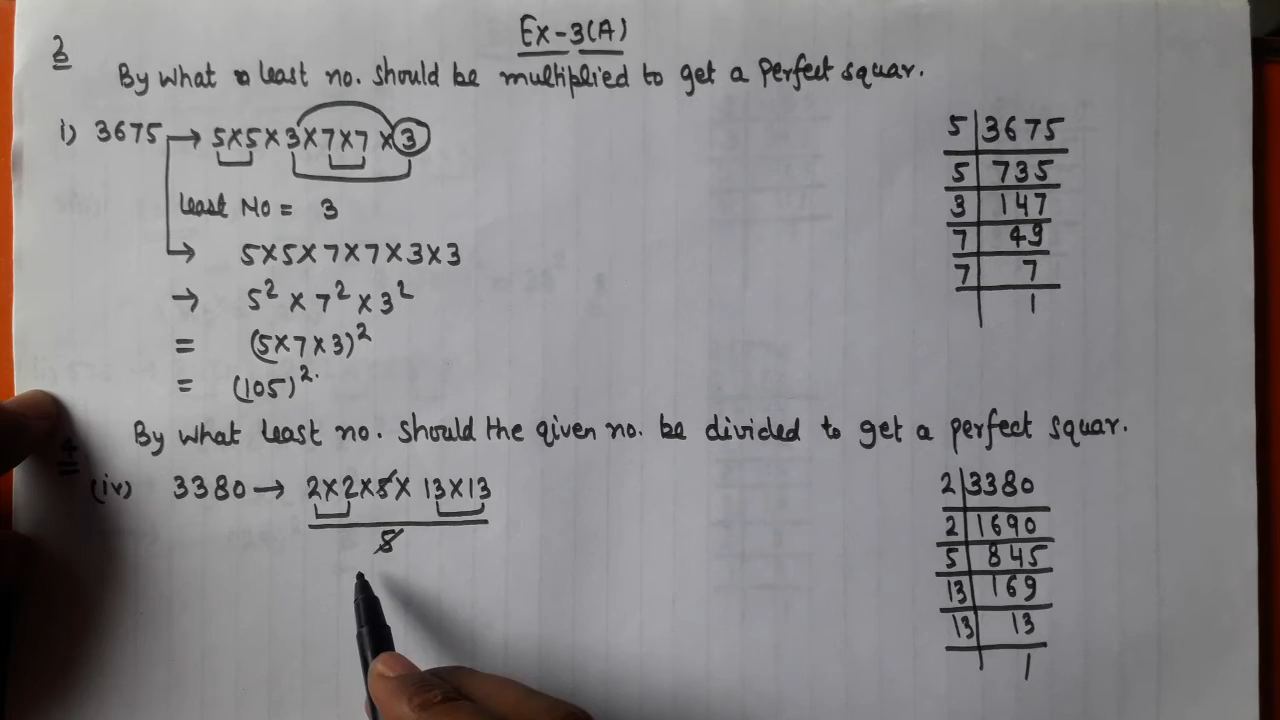 Ex-3(A)
3
By what least no. should be multiplied to get a perfect squar.
i) 3675 → 5×5×3×7×7×3
Least No = 3
→ 5×5×7×7×3×3
→ 5² × 7² × 3²
= (5×7×3)²
= (105)².
5 | 3675
5 | 735
3 | 147
7 | 49
7 | 7
1
By what least no. should the given no. be divided to get a perfect squar.
(iv) 3380 → 2×2×5×13×13
5
2 | 3380
2 | 1690
5 | 845
13 | 169
13 | 13
1